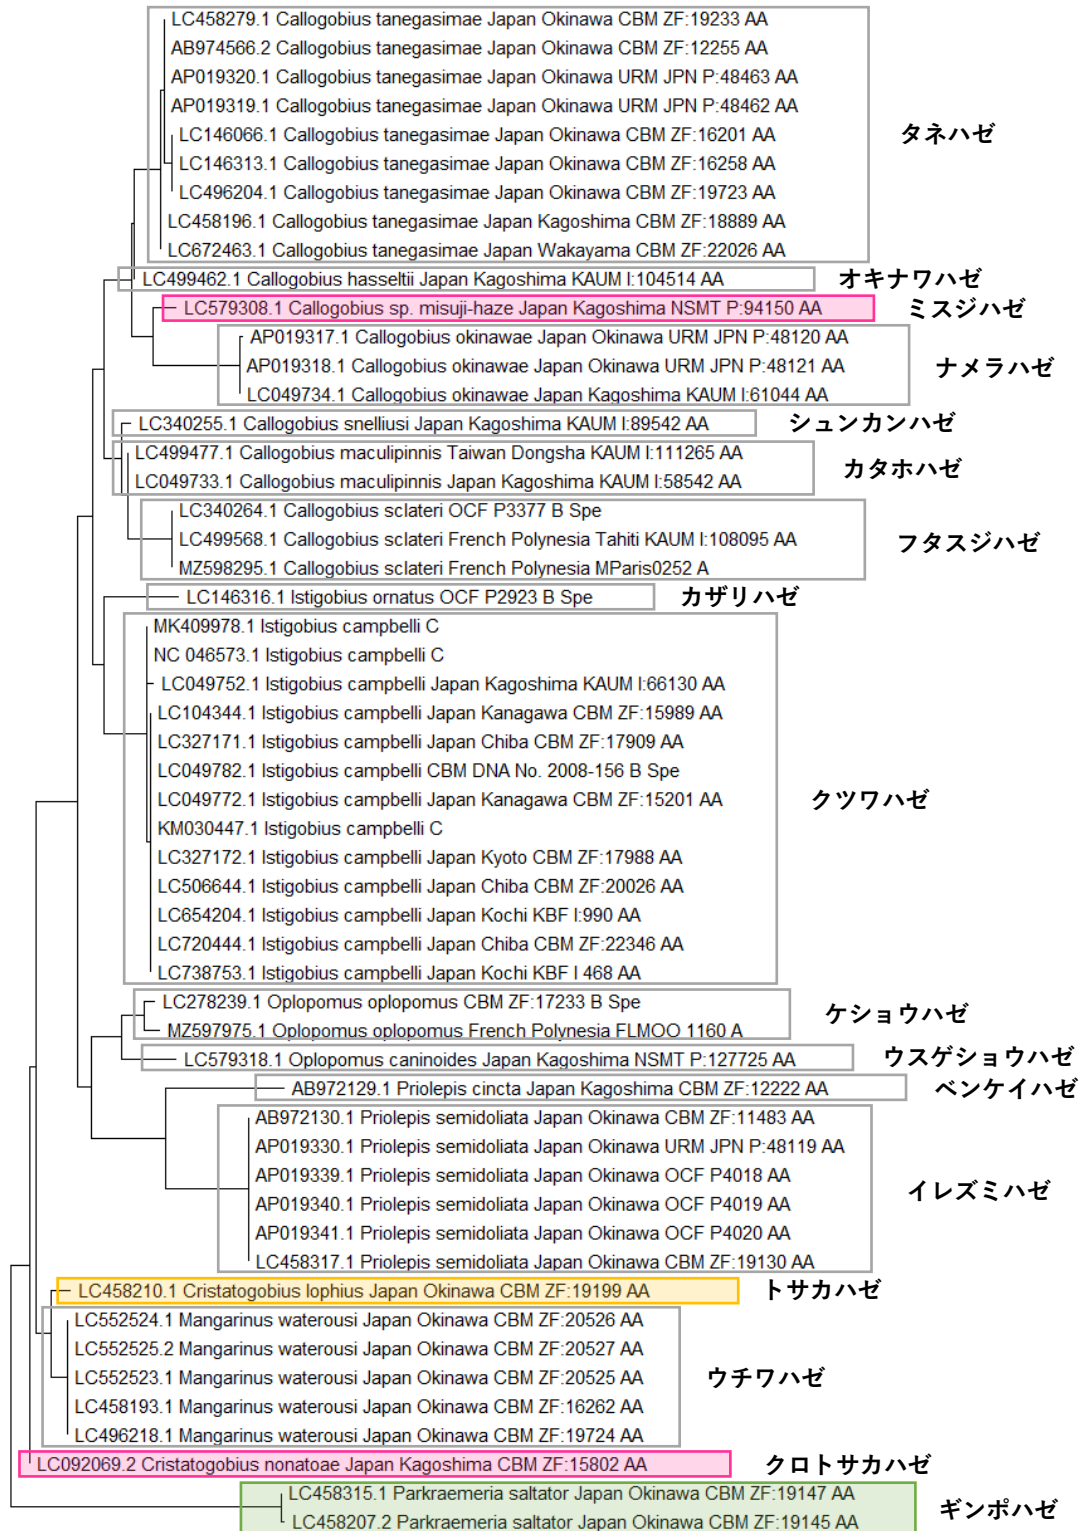 LC458279.1 Callogobius tanegasimae Japan Okinawa CBM ZF:19233 AA
AB974566.2 Callogobius tanegasimae Japan Okinawa CBM ZF:12255 AA
AP019320.1 Callogobius tanegasimae Japan Okinawa URM JPN P:48463 AA
AP019319.1 Callogobius tanegasimae Japan Okinawa URM JPN P:48462 AA
LC146066.1 Callogobius tanegasimae Japan Okinawa CBM ZF:16201 AA
タネハゼ
LC146313.1 Callogobius tanegasimae Japan Okinawa CBM ZF:16258 AA
LC496204.1 Callogobius tanegasimae Japan Okinawa CBM ZF:19723 AA
LC458196.1 Callogobius tanegasimae Japan Kagoshima CBM ZF:18889 AA
LC672463.1 Callogobius tanegasimae Japan Wakayama CBM ZF:22026 AA
LC499462.1 Callogobius hasseltii Japan Kagoshima KAUM I:104514 AA
オキナワハゼ
LC579308.1 Callogobius sp. misuji-haze Japan Kagoshima NSMT P:94150 AA
ミスジハゼ
AP019317.1 Callogobius okinawae Japan Okinawa URM JPN P:48120 AA
AP019318.1 Callogobius okinawae Japan Okinawa URM JPN P:48121 AA
ナメラハゼ
LC049734.1 Callogobius okinawae Japan Kagoshima KAUM I:61044 AA
LC340255.1 Callogobius snelliusi Japan Kagoshima KAUM I:89542 AA
シュンカンハゼ
LC499477.1 Callogobius maculipinnis Taiwan Dongsha KAUM I:111265 AA
カタホハゼ
LC049733.1 Callogobius maculipinnis Japan Kagoshima KAUM I:58542 AA
LC340264.1 Callogobius sclateri OCF P3377 B Spe
LC499568.1 Callogobius sclateri French Polynesia Tahiti KAUM I:108095 AA
フタスジハゼ
MZ598295.1 Callogobius sclateri French Polynesia MParis0252 A
LC146316.1 Istigobius ornatus OCF P2923 B Spe
カザリハゼ
MK409978.1 Istigobius campbelli C
NC 046573.1 Istigobius campbelli C
LC049752.1 Istigobius campbelli Japan Kagoshima KAUM I:66130 AA
LC104344.1 Istigobius campbelli Japan Kanagawa CBM ZF:15989 AA
LC327171.1 Istigobius campbelli Japan Chiba CBM ZF:17909 AA
LC049782.1 Istigobius campbelli CBM DNA No. 2008-156 B Spe
LC049772.1 Istigobius campbelli Japan Kanagawa CBM ZF:15201 AA
クツワハゼ
KM030447.1 Istigobius campbelli C
LC327172.1 Istigobius campbelli Japan Kyoto CBM ZF:17988 AA
LC506644.1 Istigobius campbelli Japan Chiba CBM ZF:20026 AA
LC654204.1 Istigobius campbelli Japan Kochi KBF I:990 AA
LC720444.1 Istigobius campbelli Japan Chiba CBM ZF:22346 AA
LC738753.1 Istigobius campbelli Japan Kochi KBF I 468 AA
LC278239.1 Oplopomus oplopomus CBM ZF:17233 B Spe
ケショウハゼ
MZ597975.1 Oplopomus oplopomus French Polynesia FLMOO 1160 A
LC579318.1 Oplopomus caninoides Japan Kagoshima NSMT P:127725 AA
ウスゲショウハゼ
AB972129.1 Priolepis cincta Japan Kagoshima CBM ZF:12222 AA
ベンケイハゼ
AB972130.1 Priolepis semidoliata Japan Okinawa CBM ZF:11483 AA
AP019330.1 Priolepis semidoliata Japan Okinawa URM JPN P:48119 AA
AP019339.1 Priolepis semidoliata Japan Okinawa OCF P4018 AA
イレズミハゼ
AP019340.1 Priolepis semidoliata Japan Okinawa OCF P4019 AA
AP019341.1 Priolepis semidoliata Japan Okinawa OCF P4020 AA
LC458317.1 Priolepis semidoliata Japan Okinawa CBM ZF:19130 AA
LC458210.1 Cristatogobius lophius Japan Okinawa CBM ZF:19199 AA
トサカハゼ
LC552524.1 Mangarinus waterousi Japan Okinawa CBM ZF:20526 AA
LC552525.2 Mangarinus waterousi Japan Okinawa CBM ZF:20527 AA
LC552523.1 Mangarinus waterousi Japan Okinawa CBM ZF:20525 AA
ウチワハゼ
LC458193.1 Mangarinus waterousi Japan Okinawa CBM ZF:16262 AA
LC496218.1 Mangarinus waterousi Japan Okinawa CBM ZF:19724 AA
LC092069.2 Cristatogobius nonatoae Japan Kagoshima CBM ZF:15802 AA
クロトサカハゼ
LC458315.1 Parkraemeria saltator Japan Okinawa CBM ZF:19147 AA
ギンポハゼ
LC458207.2 Parkraemeria saltator Japan Okinawa CBM ZF:19145 AA